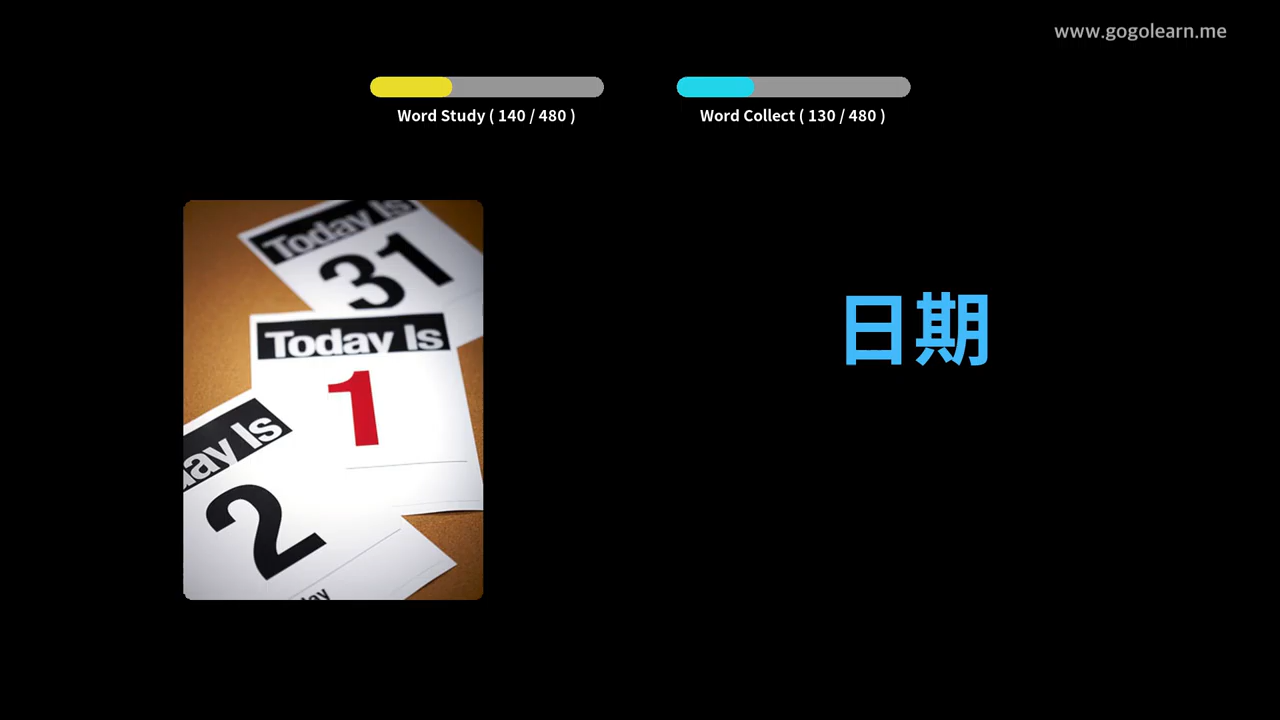 www.gogolearn.me
Word Study ( 140 / 480 )
Word Collect ( 130 / 480 )
Today Is
31
Today Is
1
ay Is
2
日期